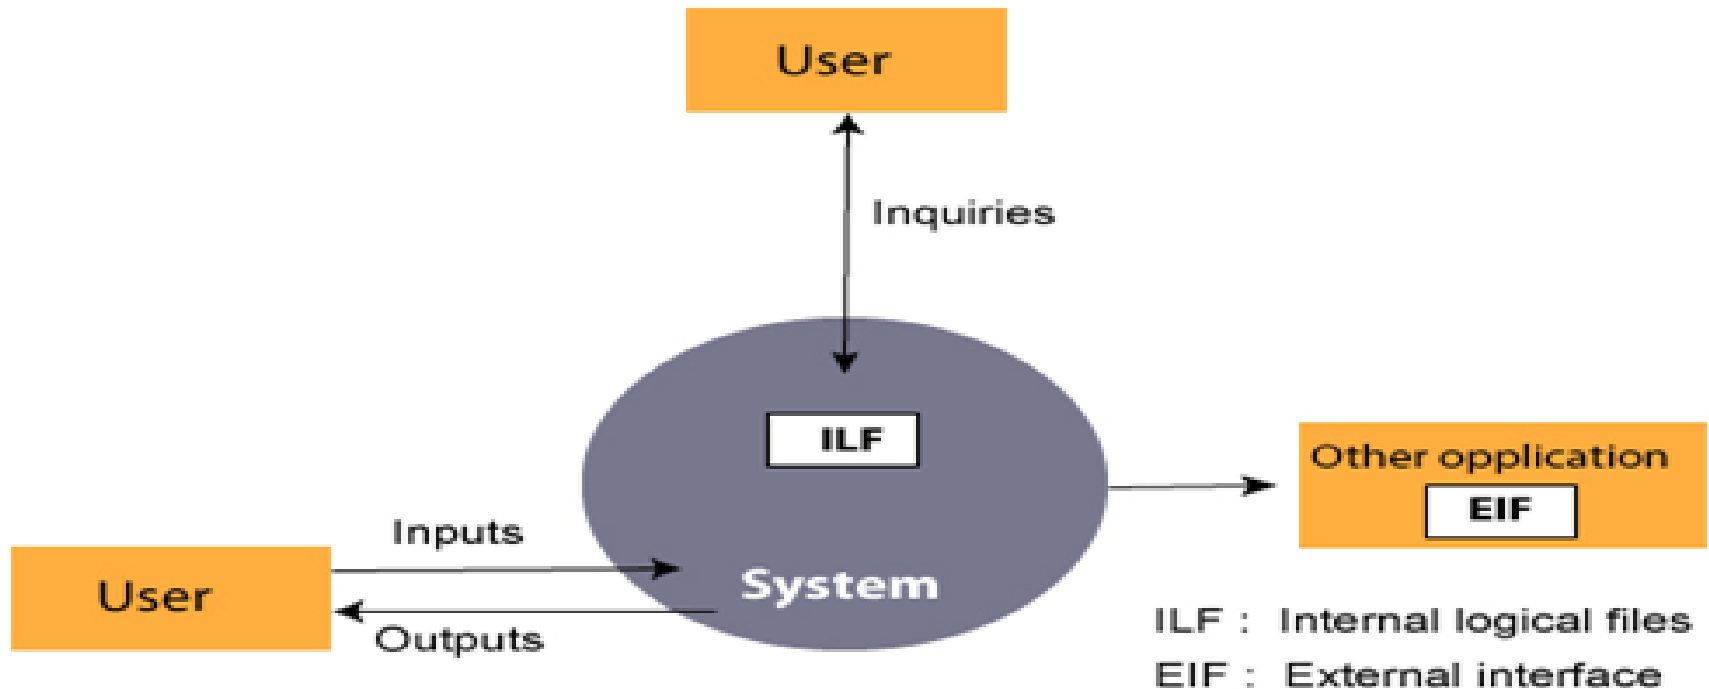 User
Inquiries
ILF
Other opplication
EIF
Inputs
System
User
Outputs
ILF : Internal logical files
EIF : External interface